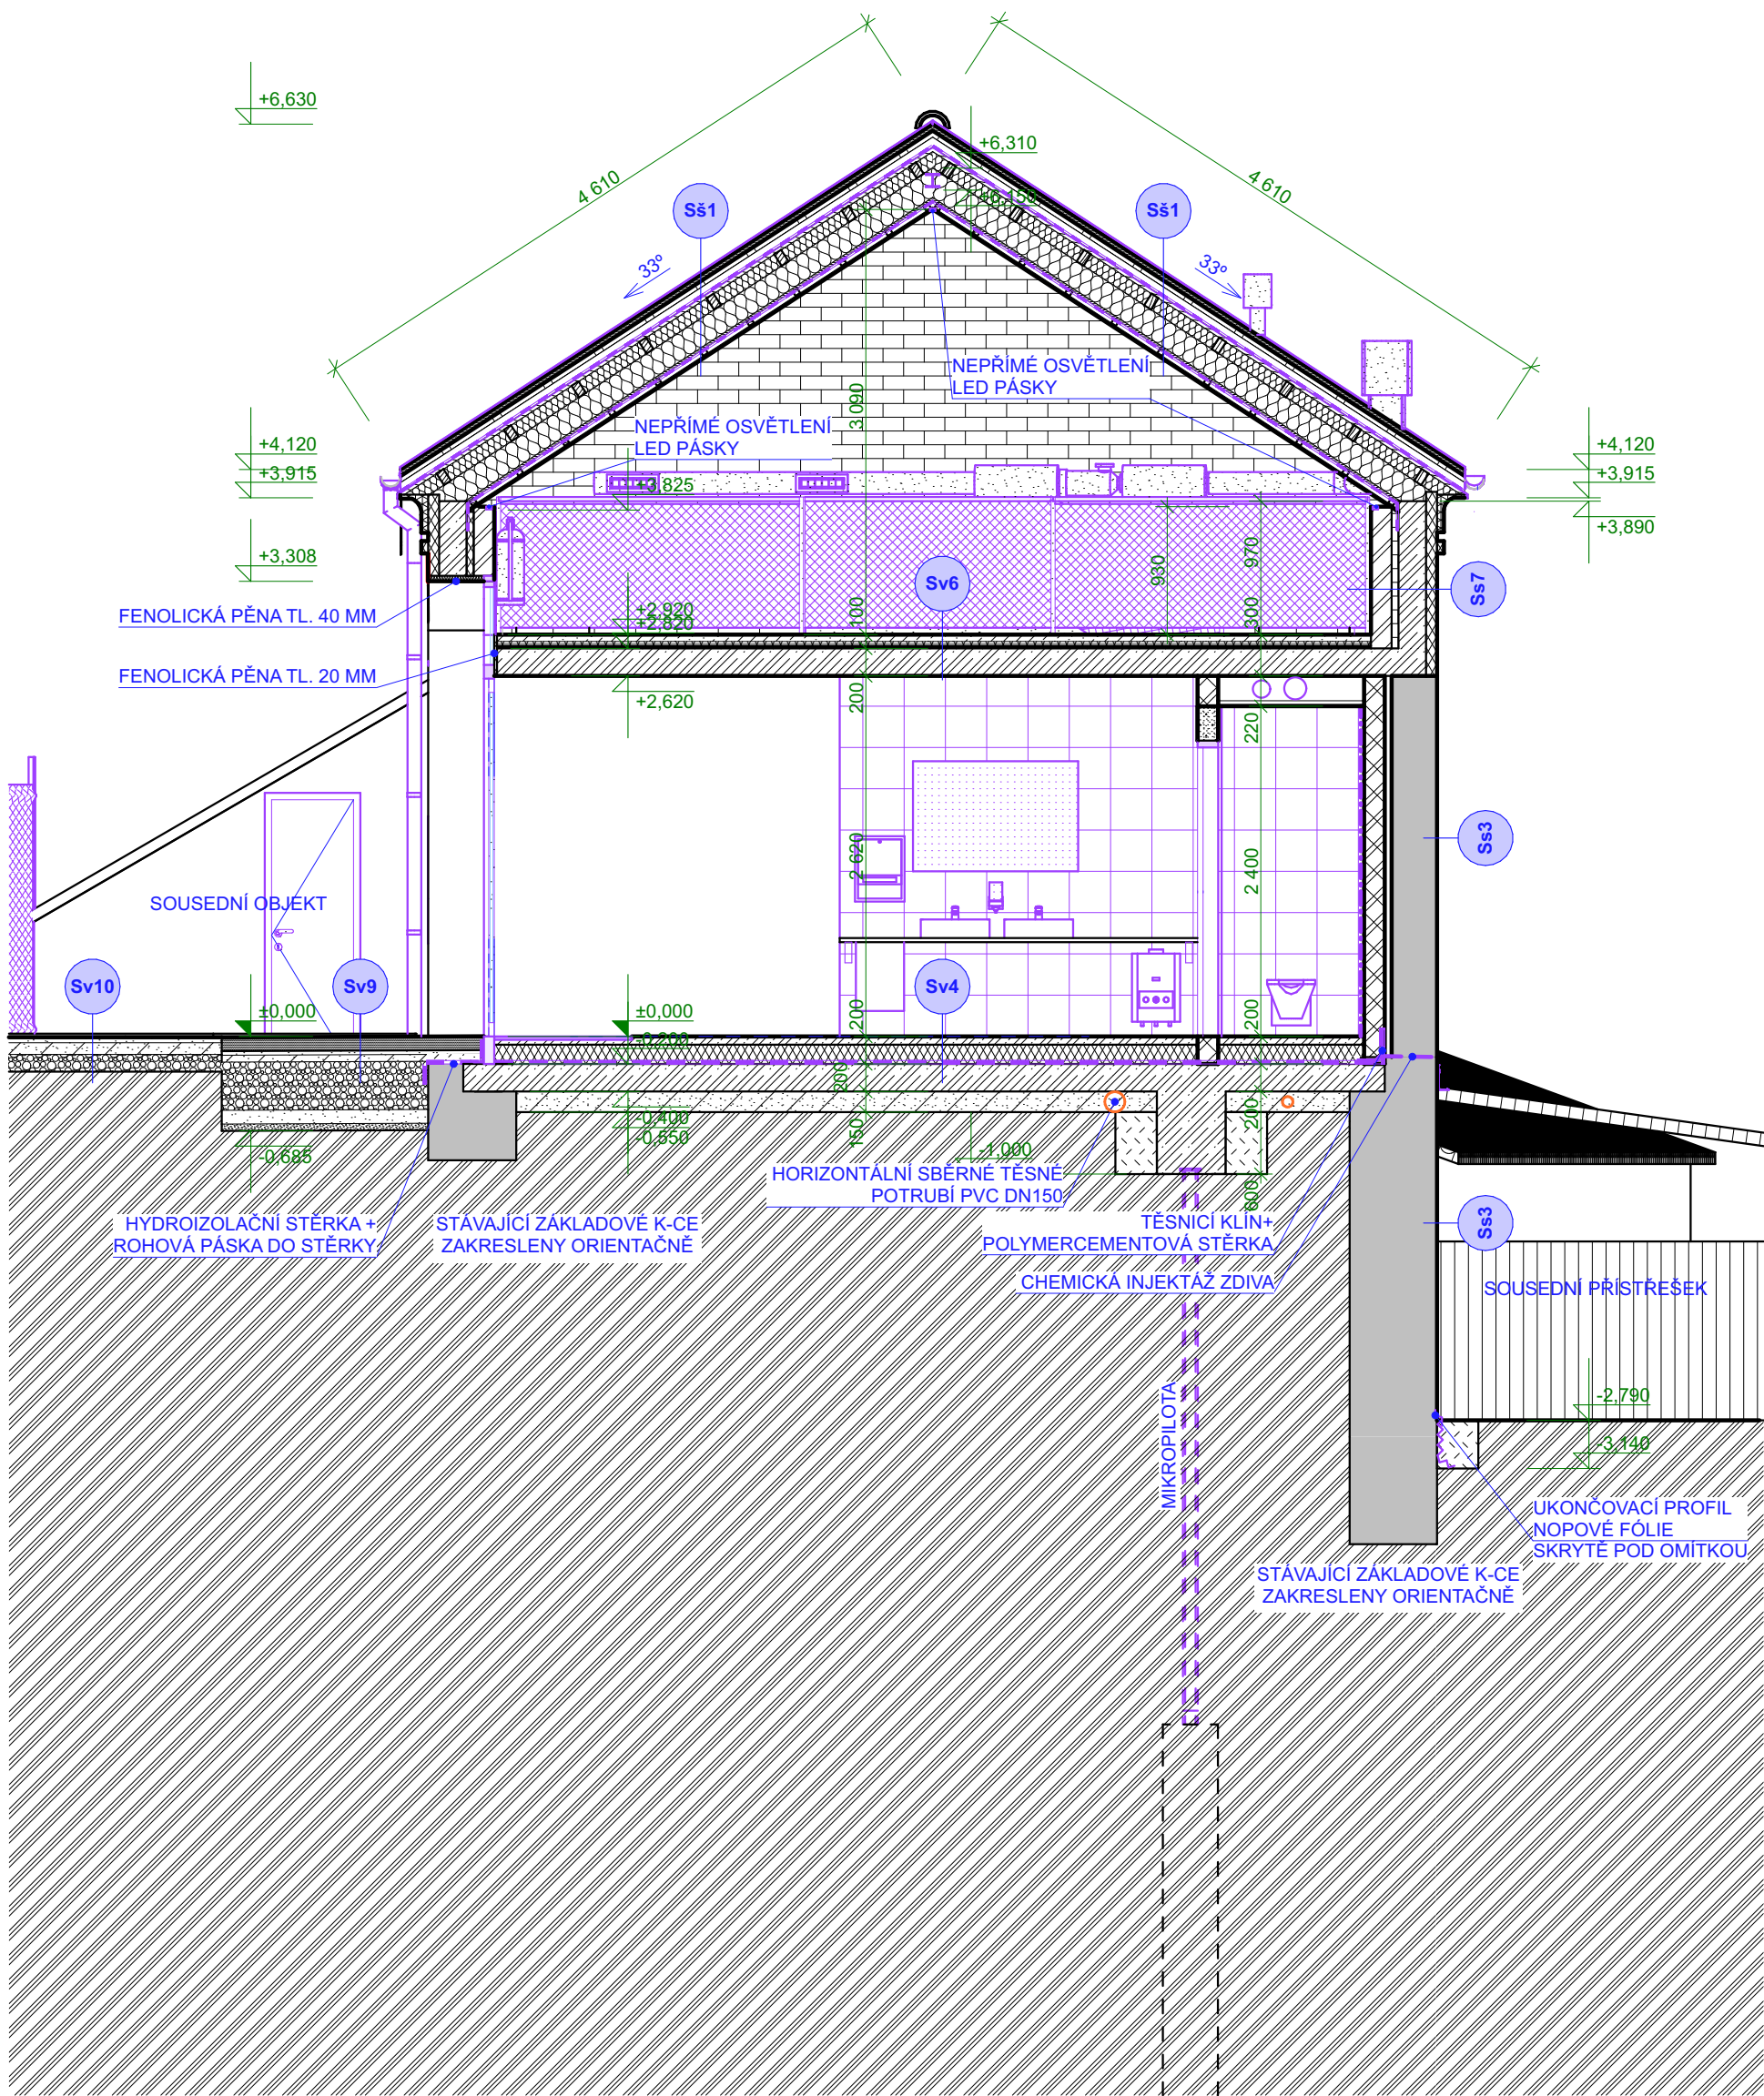 +6,630
4 610
4 610
+6,310
+6,150
Sš1
Sš1
33º
33º
NEPŘÍMÉ OSVĚTLENÍ
LED PÁSKY
3 090
NEPŘÍMÉ OSVĚTLENÍ
LED PÁSKY
+4,120
+3,915
+4,120
+3,915
+3,890
+3,825
+3,308
930
970
Sv6
Ss7
FENOLICKÁ PĚNA TL. 40 MM
+2,920
+2,820
100
300
FENOLICKÁ PĚNA TL. 20 MM
+2,620
200
220
2 620
2 400
Ss3
SOUSEDNÍ OBJEKT
Sv10
Sv9
Sv4
±0,000
±0,000
200
200
-0,200
200
200
-0,400
-0,550
150
-0,685
-1,000
600
HORIZONTÁLNÍ SBĚRNÉ TĚSNÉ
POTRUBÍ PVC DN150
HYDROIZOLAČNÍ STĚRKA +
ROHOVÁ PÁSKA DO STĚRKY
STÁVAJÍCÍ ZÁKLADOVÉ K-CE
ZAKRESLENY ORIENTAČNĚ
TĚSNICÍ KLÍN+
POLYMERCEMENTOVÁ STĚRKA
Ss3
CHEMICKÁ INJEKTÁŽ ZDIVA
SOUSEDNÍ PŘÍSTŘEŠEK
MIKROPILOTA
-2,790
-3,140
UKONČOVACÍ PROFIL
NOPOVÉ FÓLIE
SKRYTĚ POD OMÍTKOU
STÁVAJÍCÍ ZÁKLADOVÉ K-CE
ZAKRESLENY ORIENTAČNĚ